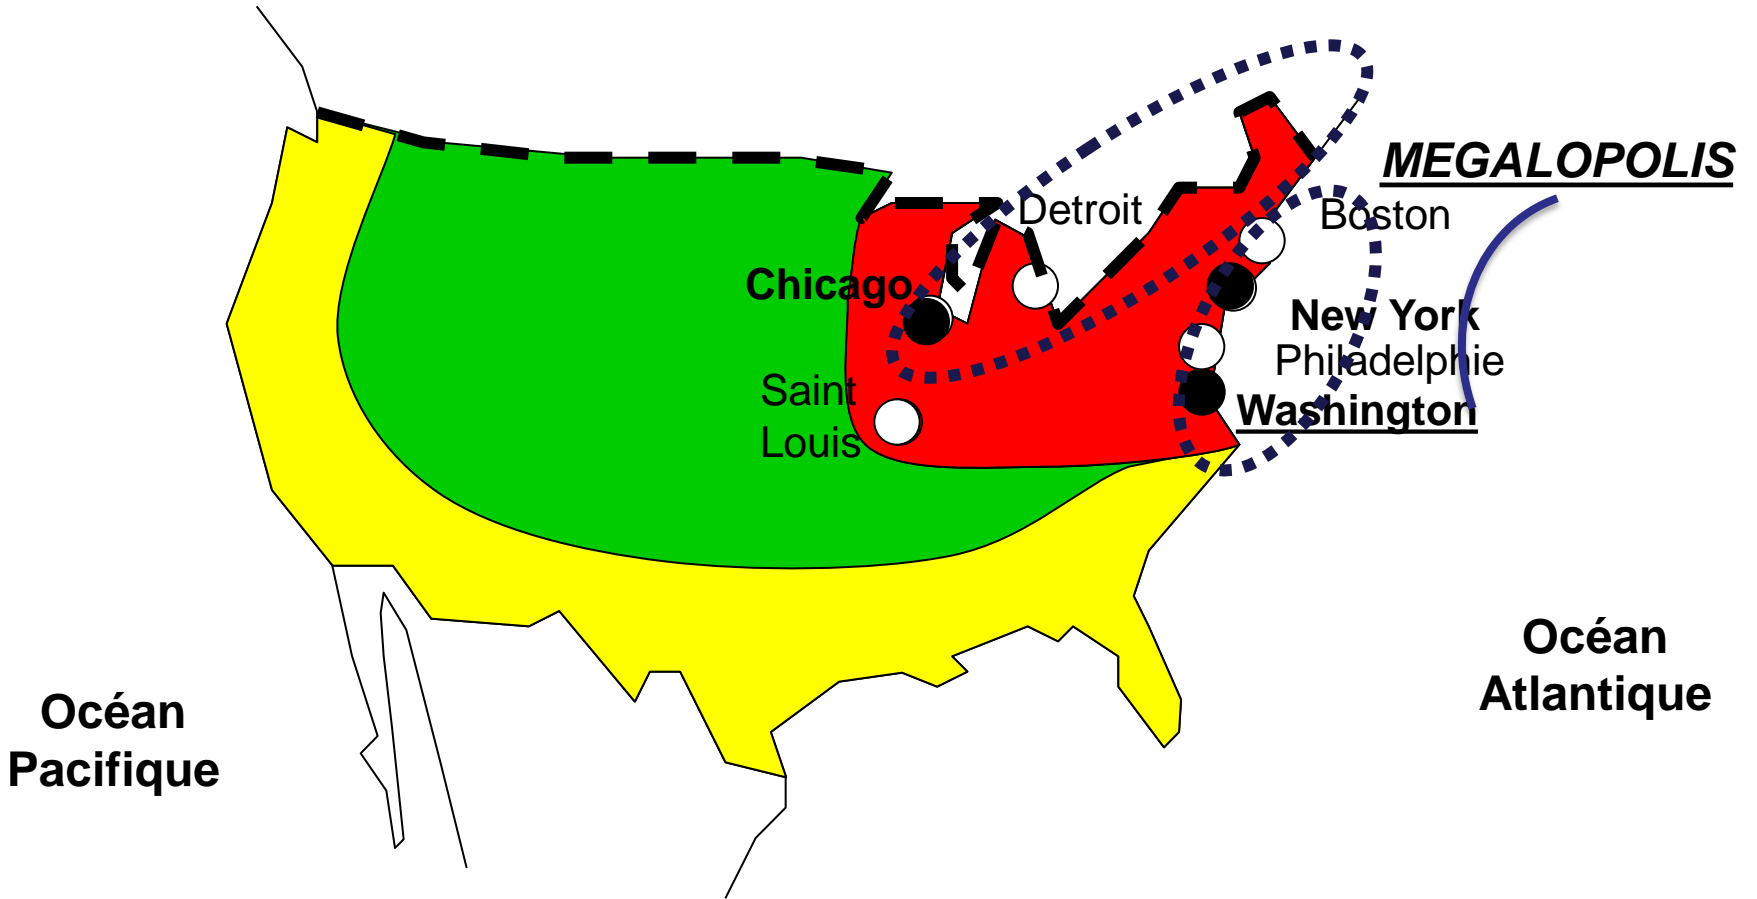 MEGALOPOLIS
Detroit
Boston
Chicago
New York
Philadelphie
Saint
Louis
Washington
Océan
Atlantique
Océan
Pacifique